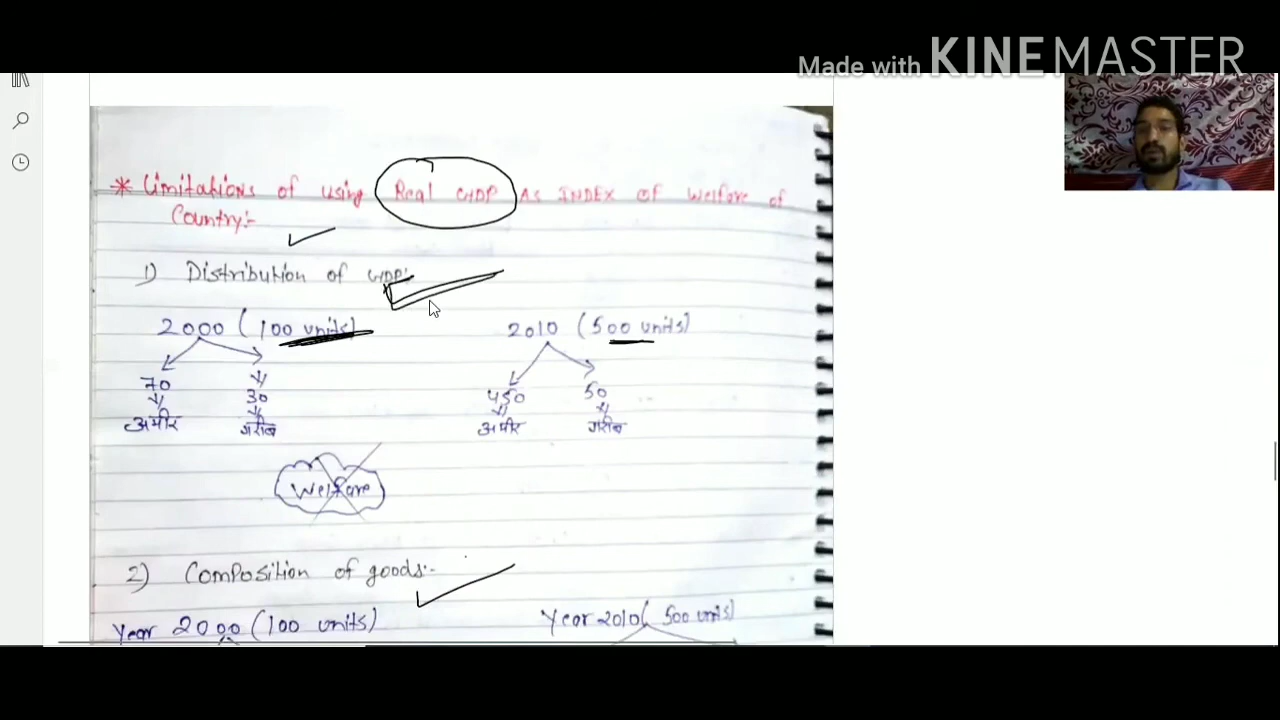 Made with KINEMASTER
* Limitations of using Real GDP AS INDEX of welfare of
Country:-
1) Distribution of GDP:-
2000 (100 units) 2010 (500 units)
70 30 450 50
अमीर गरीब अमीर गरीब
Welfare
2) Composition of goods:-
Year 2000 (100 units) Year 2010 (500 units)